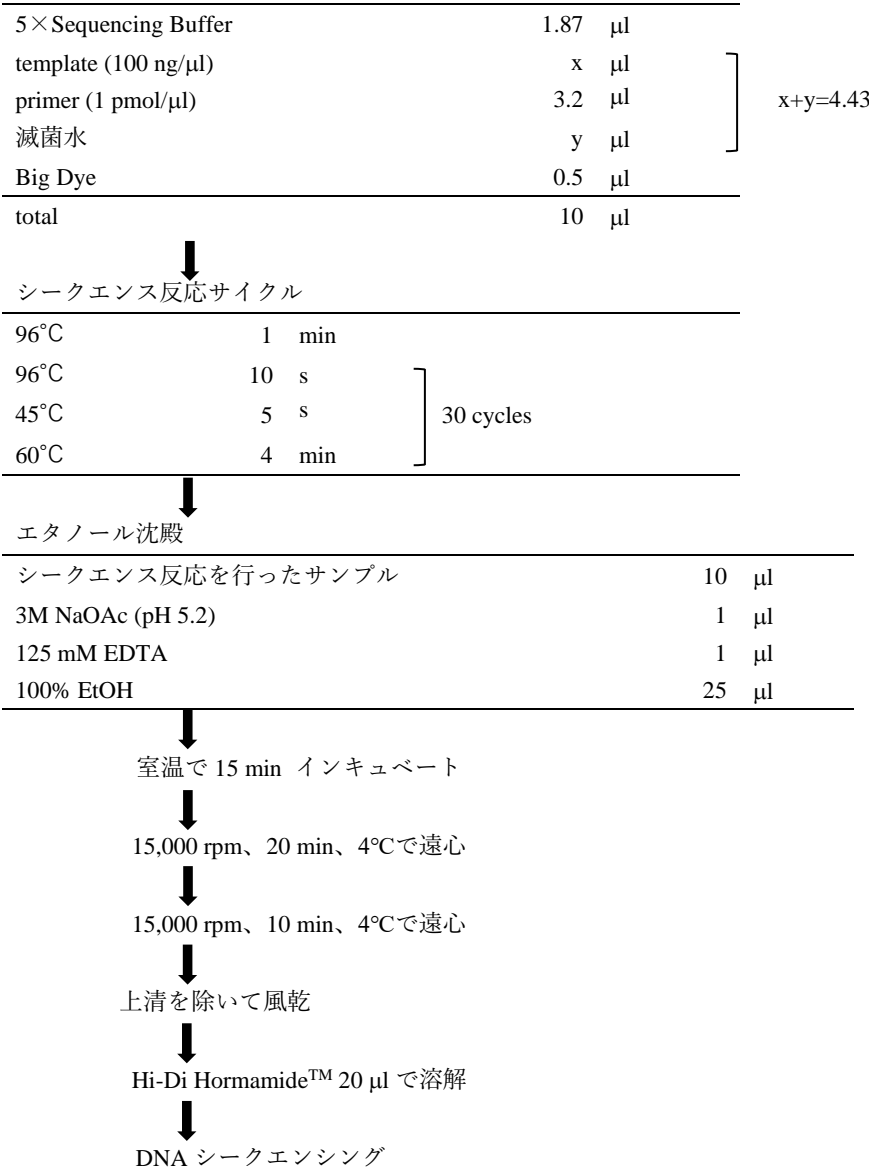 5×Sequencing Buffer 1.87 μl
template (100 ng/μl) x μl
primer (1 pmol/μl) 3.2 μl x+y=4.43
滅菌水 y μl
Big Dye 0.5 μl
total 10 μl
シークエンス反応サイクル
96℃ 1 min
96℃ 10 s
45℃ 5 s 30 cycles
60℃ 4 min
エタノール沈殿
シークエンス反応を行ったサンプル 10 μl
3M NaOAc (pH 5.2) 1 μl
125 mM EDTA 1 μl
100% EtOH 25 μl
室温で 15 min インキュベート
15,000 rpm、20 min、4℃で遠心
15,000 rpm、10 min、4℃で遠心
上清を除いて風乾
Hi-Di Hormamide™ 20 μl で溶解
DNA シークエンシング